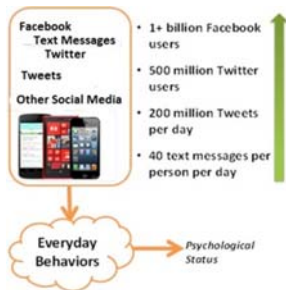 Facebook
Text Messages
Twitter
Tweets
Other Social Media
• 1+ billion Facebook
users
• 500 million Twitter
users
• 200 million Tweets
per day
• 40 text messages per
person per day
Everyday
Behaviors
Psychological
Status